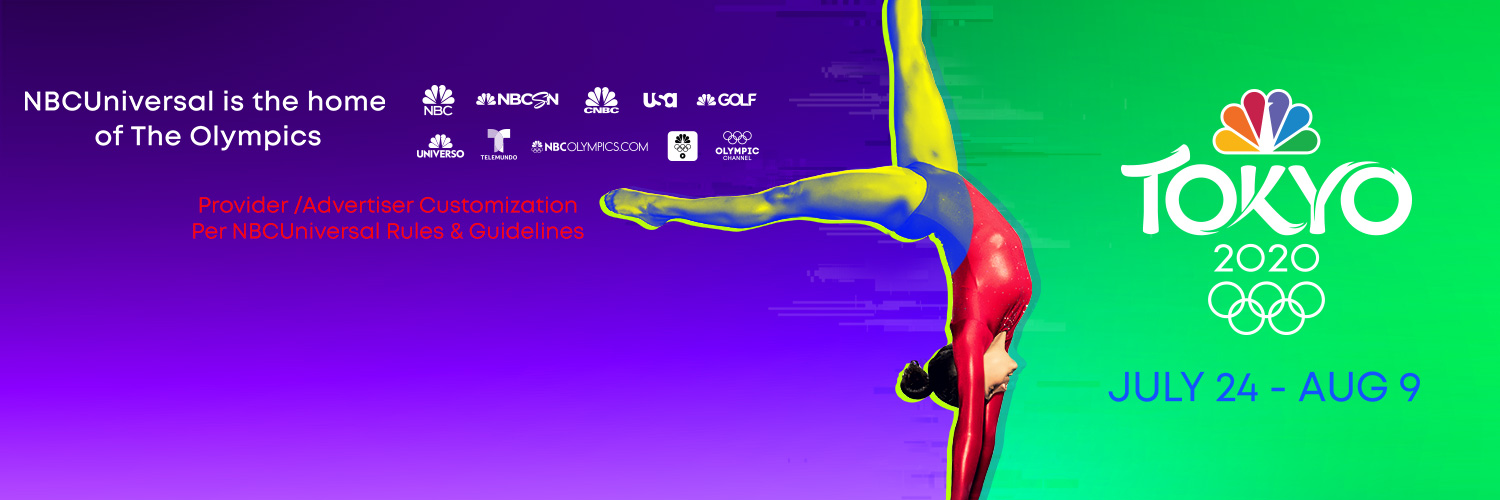 NBCUniversal is the home
of The Olympics
NBC
NBCSN
CNBC
USA
GOLF
UNIVERSO
TELEMUNDO
NBCOLYMPICS.COM
OLYMPIC
CHANNEL
Provider /Advertiser Customization
Per NBCUniversal Rules & Guidelines
TOKYO
2020
JULY 24 - AUG 9